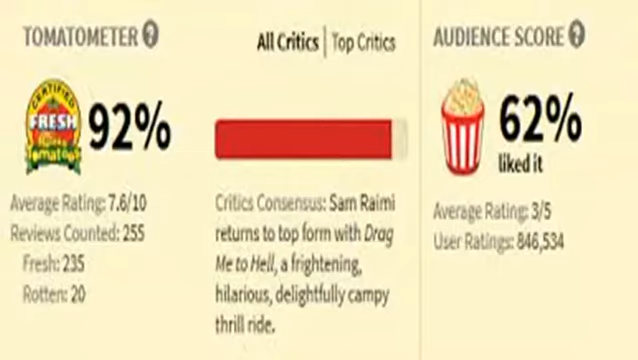 TOMATOMETER ?
All Critics | Top Critics
AUDIENCE SCORE ?
CERTIFIED
FRESH
Tomatoes
92%
62%
liked it
Average Rating: 7.6/10
Reviews Counted: 255
Fresh: 235
Rotten: 20
Critics Consensus: Sam Raimi
returns to top form with Drag
Me to Hell, a frightening,
hilarious, delightfully campy
thrill ride.
Average Rating: 3/5
User Ratings: 846,534